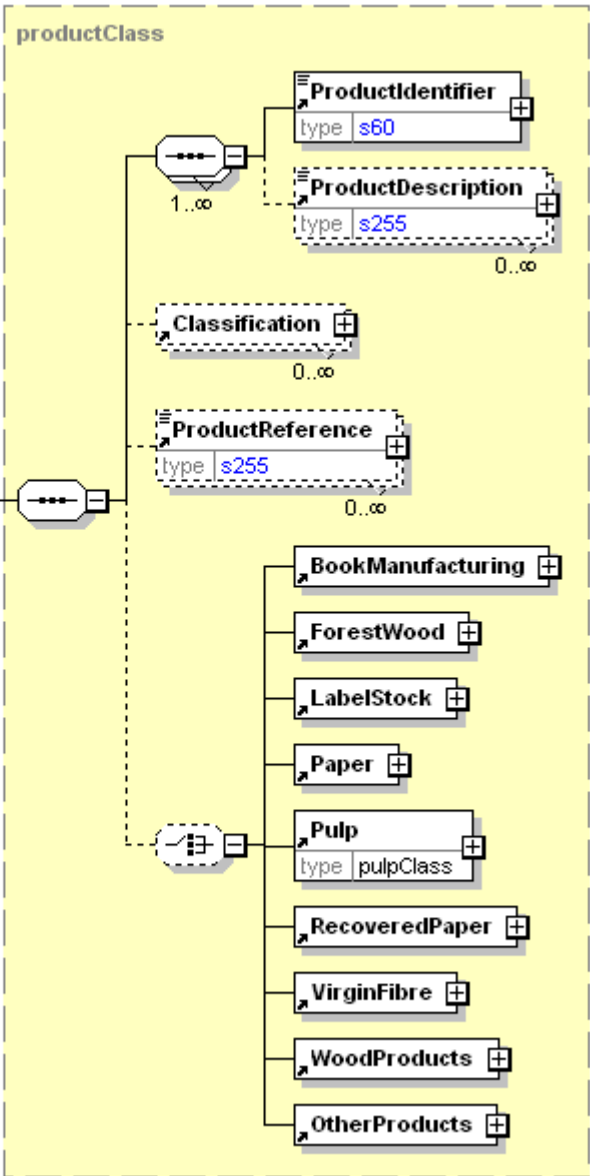 productClass
ProductIdentifier
type s60
1..∞
ProductDescription
type s255
0..∞
Classification
0..∞
ProductReference
type s255
0..∞
BookManufacturing
ForestWood
LabelStock
Paper
Pulp
type pulpClass
RecoveredPaper
VirginFibre
WoodProducts
OtherProducts